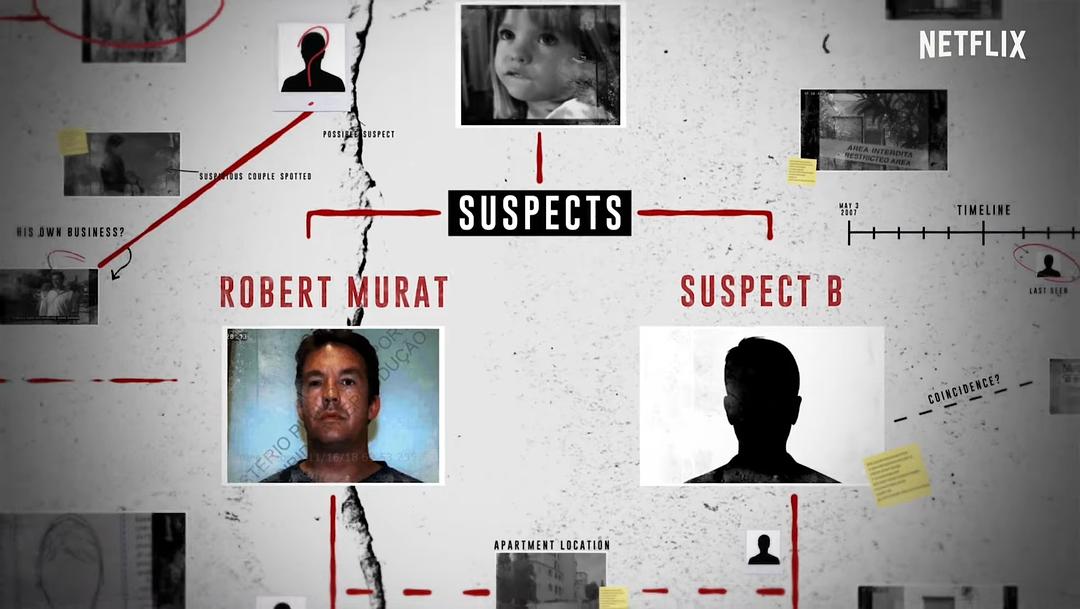 NETFLIX
POSSIBLE SUSPECT
AREA INTERDITA
RESTRICTED AREA
SUSPICIOUS COUPLE SPOTTED
MAY 3
2007
TIMELINE
SUSPECTS
HIS OWN BUSINESS?
ROBERT MURAT
SUSPECT B
LAST SEEN
COINCIDENCE?
APARTMENT LOCATION